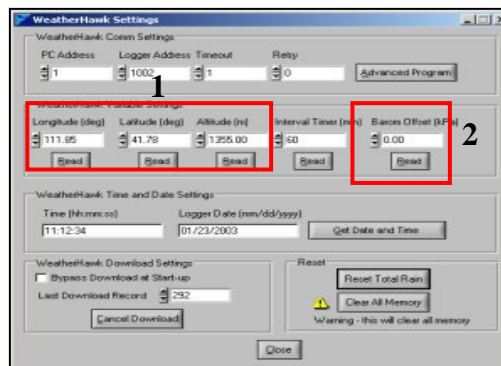 WeatherHawk Settings
WeatherHawk Comm Settings
PC Address Logger Address Timeout Retry
1 1002 1 0 Advanced Program
1
WeatherHawk Variable Settings
Longitude (deg) Latitude (deg) Altitude (m) Interval Timer (min) Barom Offset (kPa)
111.85 41.78 1355.00 60 0.00 2
Read Read Read Read Read
WeatherHawk Time and Date Settings
Time (hh:mm:ss) Logger Date (mm/dd/yyyy)
11:12:34 01/23/2003 Get Date and Time
WeatherHawk Download Settings Reset
Bypass Download at Start-up Reset Total Rain
Last Download Record 292 Clear All Memory
Cancel Download Warning - this will clear all memory
Close